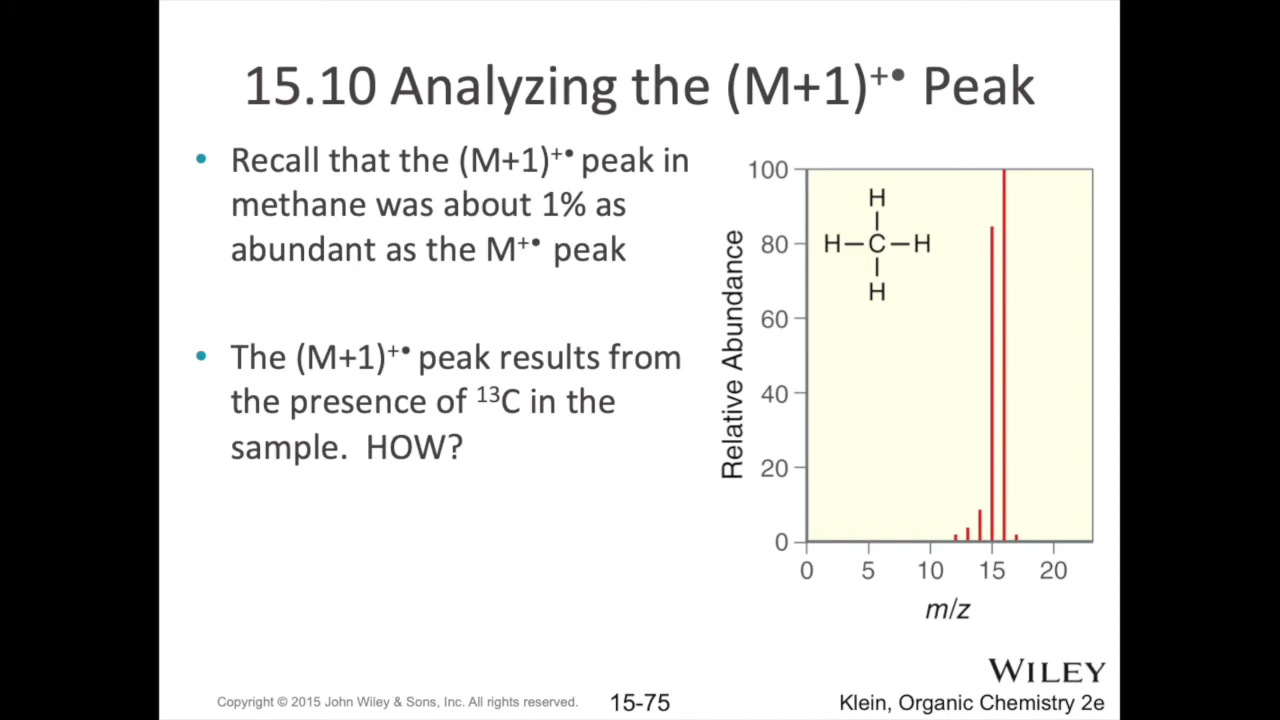 15.10 Analyzing the (M+1)⁺• Peak
• Recall that the (M+1)⁺• peak in
methane was about 1% as
abundant as the M⁺• peak
• The (M+1)⁺• peak results from
the presence of ¹³C in the
sample.  HOW?
Relative Abundance
100
80
60
40
20
0
H
H–C–H
H
0 5 10 15 20
m/z
WILEY
Copyright © 2015 John Wiley & Sons, Inc. All rights reserved.
15-75
Klein, Organic Chemistry 2e